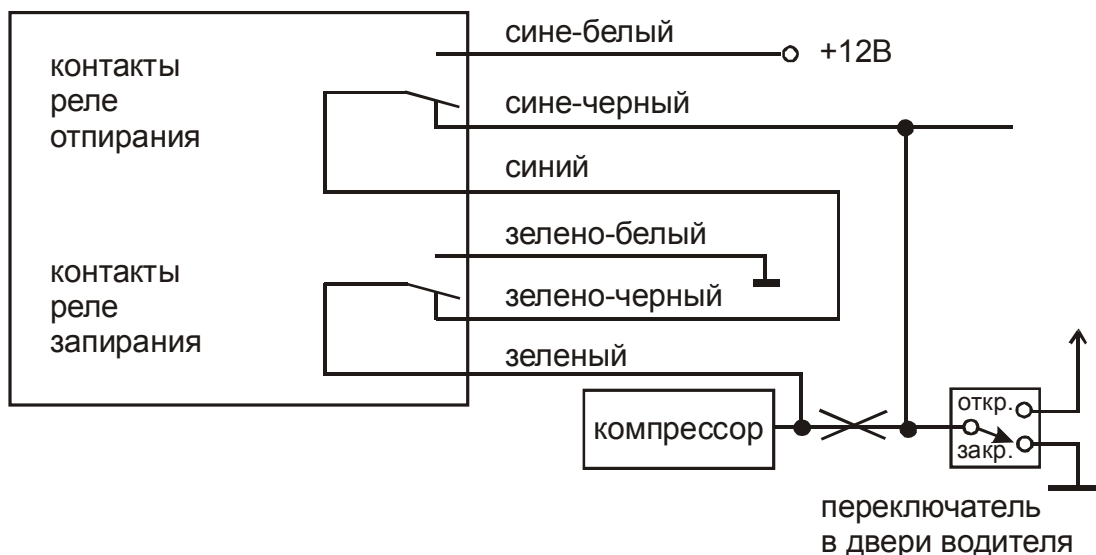 сине-белый
+12В
контакты
реле
отпирания
сине-черный
синий
зелено-белый
контакты
реле
запирания
зелено-черный
зеленый
компрессор
откр.
закр.
переключатель
в двери водителя